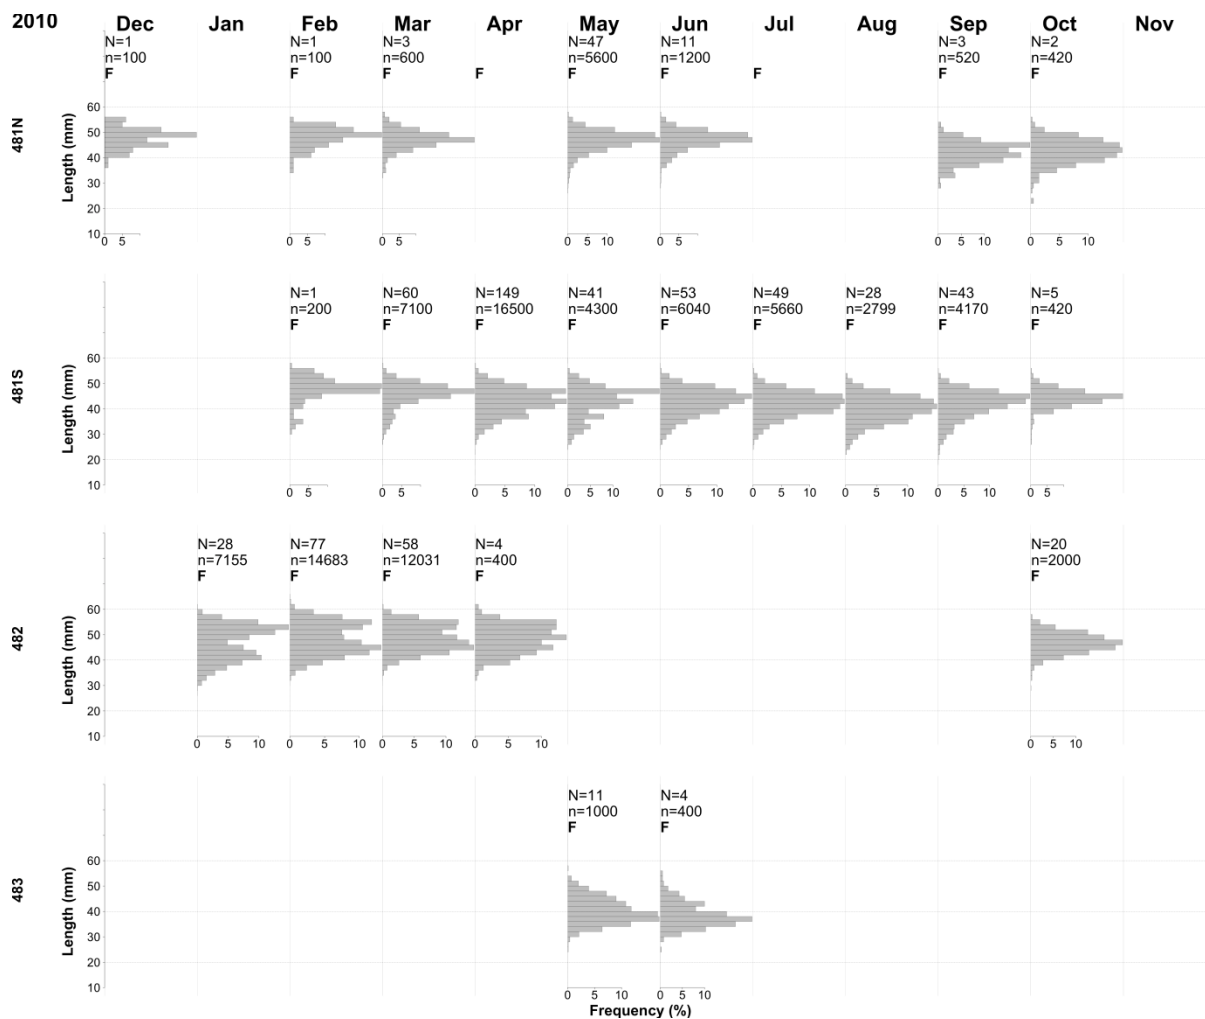 2010 Dec Jan Feb Mar Apr May Jun Jul Aug Sep Oct Nov
N=1 N=1 N=3 N=47 N=11 N=3 N=2
n=100 n=100 n=600 n=5600 n=1200 n=520 n=420
F F F F F F F F F
481N
Length (mm)
60
50
40
30
20
10
0 5 0 5 0 5 0 5 10 0 5 0 5 10 0 5 10
N=1 N=60 N=149 N=41 N=53 N=49 N=28 N=43 N=5
n=200 n=7100 n=16500 n=4300 n=6040 n=5660 n=2799 n=4170 n=420
F F F F F F F F F
481S
Length (mm)
60
50
40
30
20
10
0 5 0 5 0 5 10 0 5 10 0 5 10 0 5 10 0 5 10 0 5 10 0 5
N=28 N=77 N=58 N=4 N=20
n=7155 n=14683 n=12031 n=400 n=2000
F F F F F
482
Length (mm)
60
50
40
30
20
10
0 5 10 0 5 10 0 5 10 0 5 10 0 5 10
N=11 N=4
n=1000 n=400
F F
483
Length (mm)
60
50
40
30
20
10
0 5 10 0 5 10
Frequency (%)